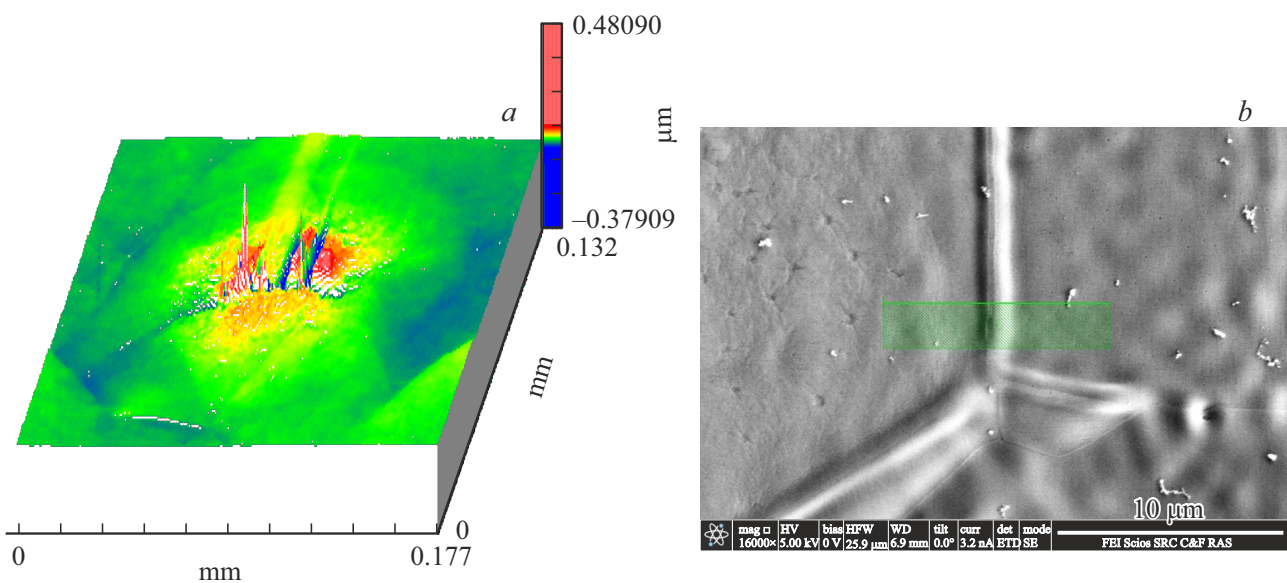 0.48090
a
μm
–0.37909
0.132
mm
0
0
0.177
mm
b
10 μm
mag □ HV bias HFW WD tilt curr det mode
16000× 5.00 kV 0 V 25.9 μm 6.9 mm 0.0° 3.2 nA ETD SE FEI Scios SRC C&F RAS